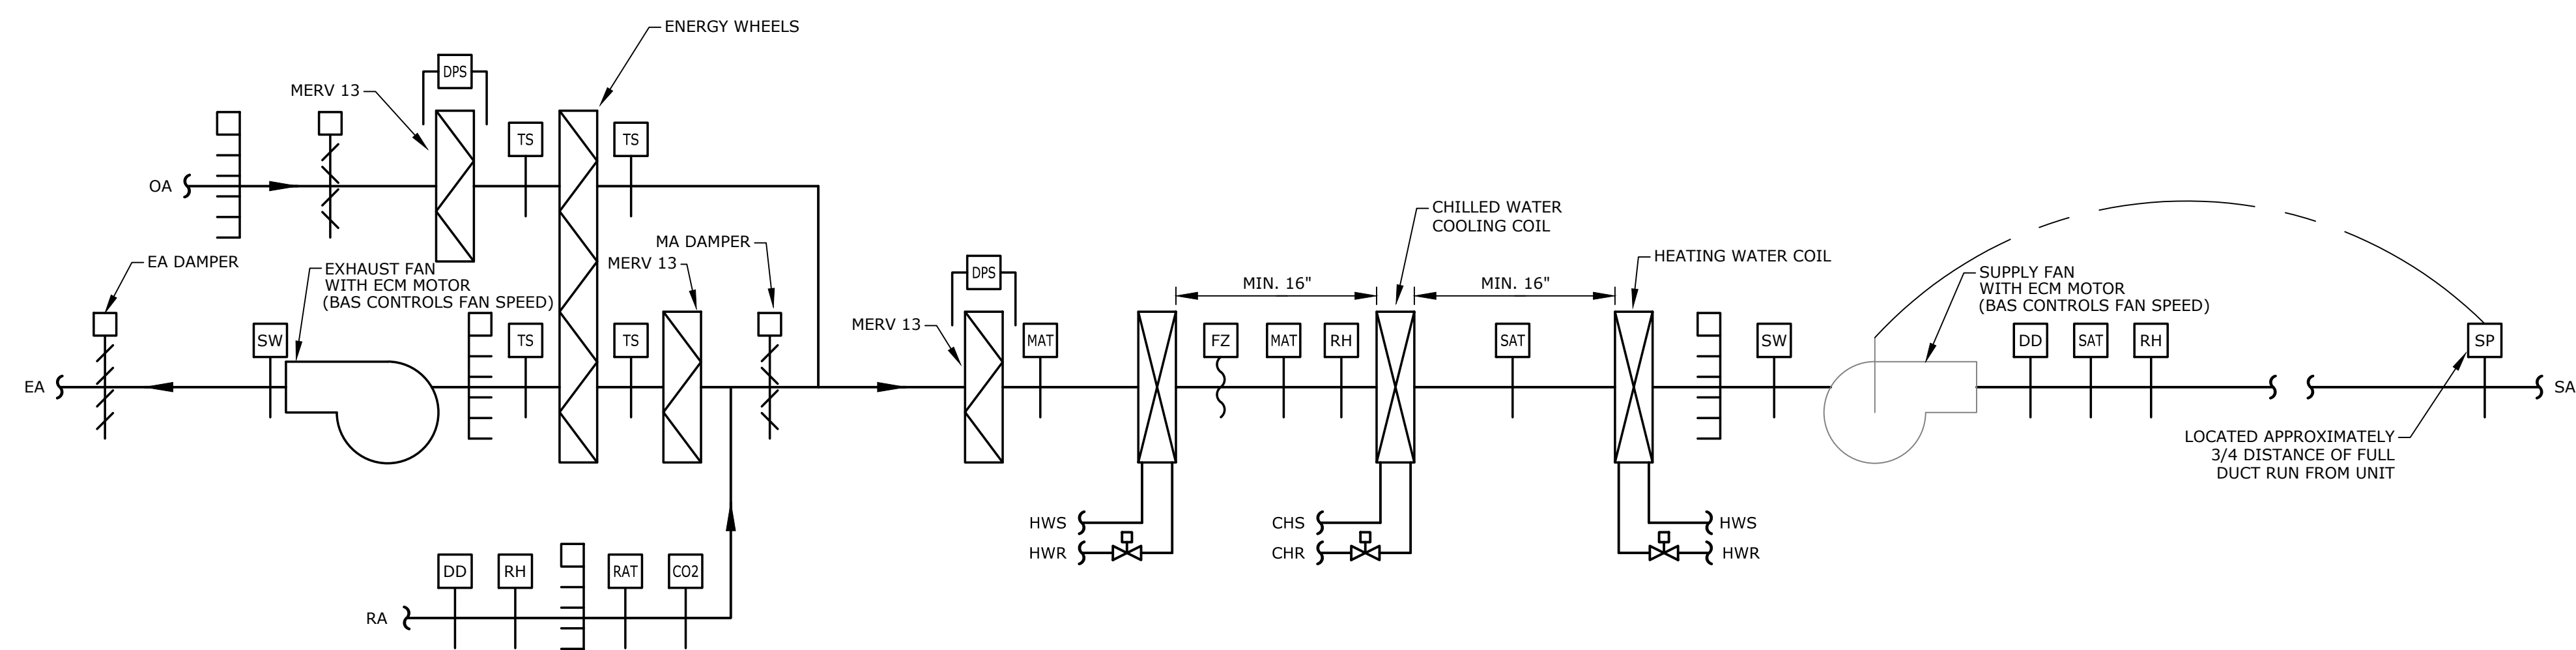 ENERGY WHEELS
DPS
MERV 13
TS
TS
OA
CHILLED WATER
COOLING COIL
MA DAMPER
EA DAMPER
MERV 13
EXHAUST FAN
WITH ECM MOTOR
(BAS CONTROLS FAN SPEED)
HEATING WATER COIL
DPS
MIN. 16"
MIN. 16"
SUPPLY FAN
WITH ECM MOTOR
(BAS CONTROLS FAN SPEED)
MERV 13
SW
TS
TS
MAT
FZ
MAT
RH
SAT
SW
DD
SAT
RH
SP
EA
SA
LOCATED APPROXIMATELY
3/4 DISTANCE OF FULL
DUCT RUN FROM UNIT
HWS
CHS
HWS
HWR
CHR
HWR
DD
RH
RAT
CO2
RA